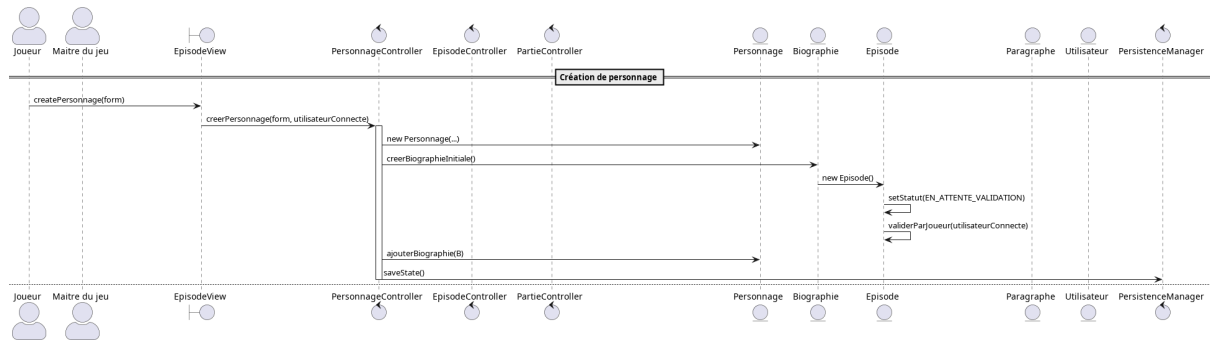 Joueur Maitre du jeu EpisodeView PersonnageController EpisodeController PartieController Personnage Biographie Episode Paragraphe Utilisateur PersistenceManager
Création de personnage
createPersonnage(form)
creerPersonnage(form, utilisateurConnecte)
new Personnage(...)
creerBiographieInitiale()
new Episode()
setStatut(EN_ATTENTE_VALIDATION)
validerParJoueur(utilisateurConnecte)
ajouterBiographie(B)
saveState()
Joueur Maitre du jeu EpisodeView PersonnageController EpisodeController PartieController Personnage Biographie Episode Paragraphe Utilisateur PersistenceManager